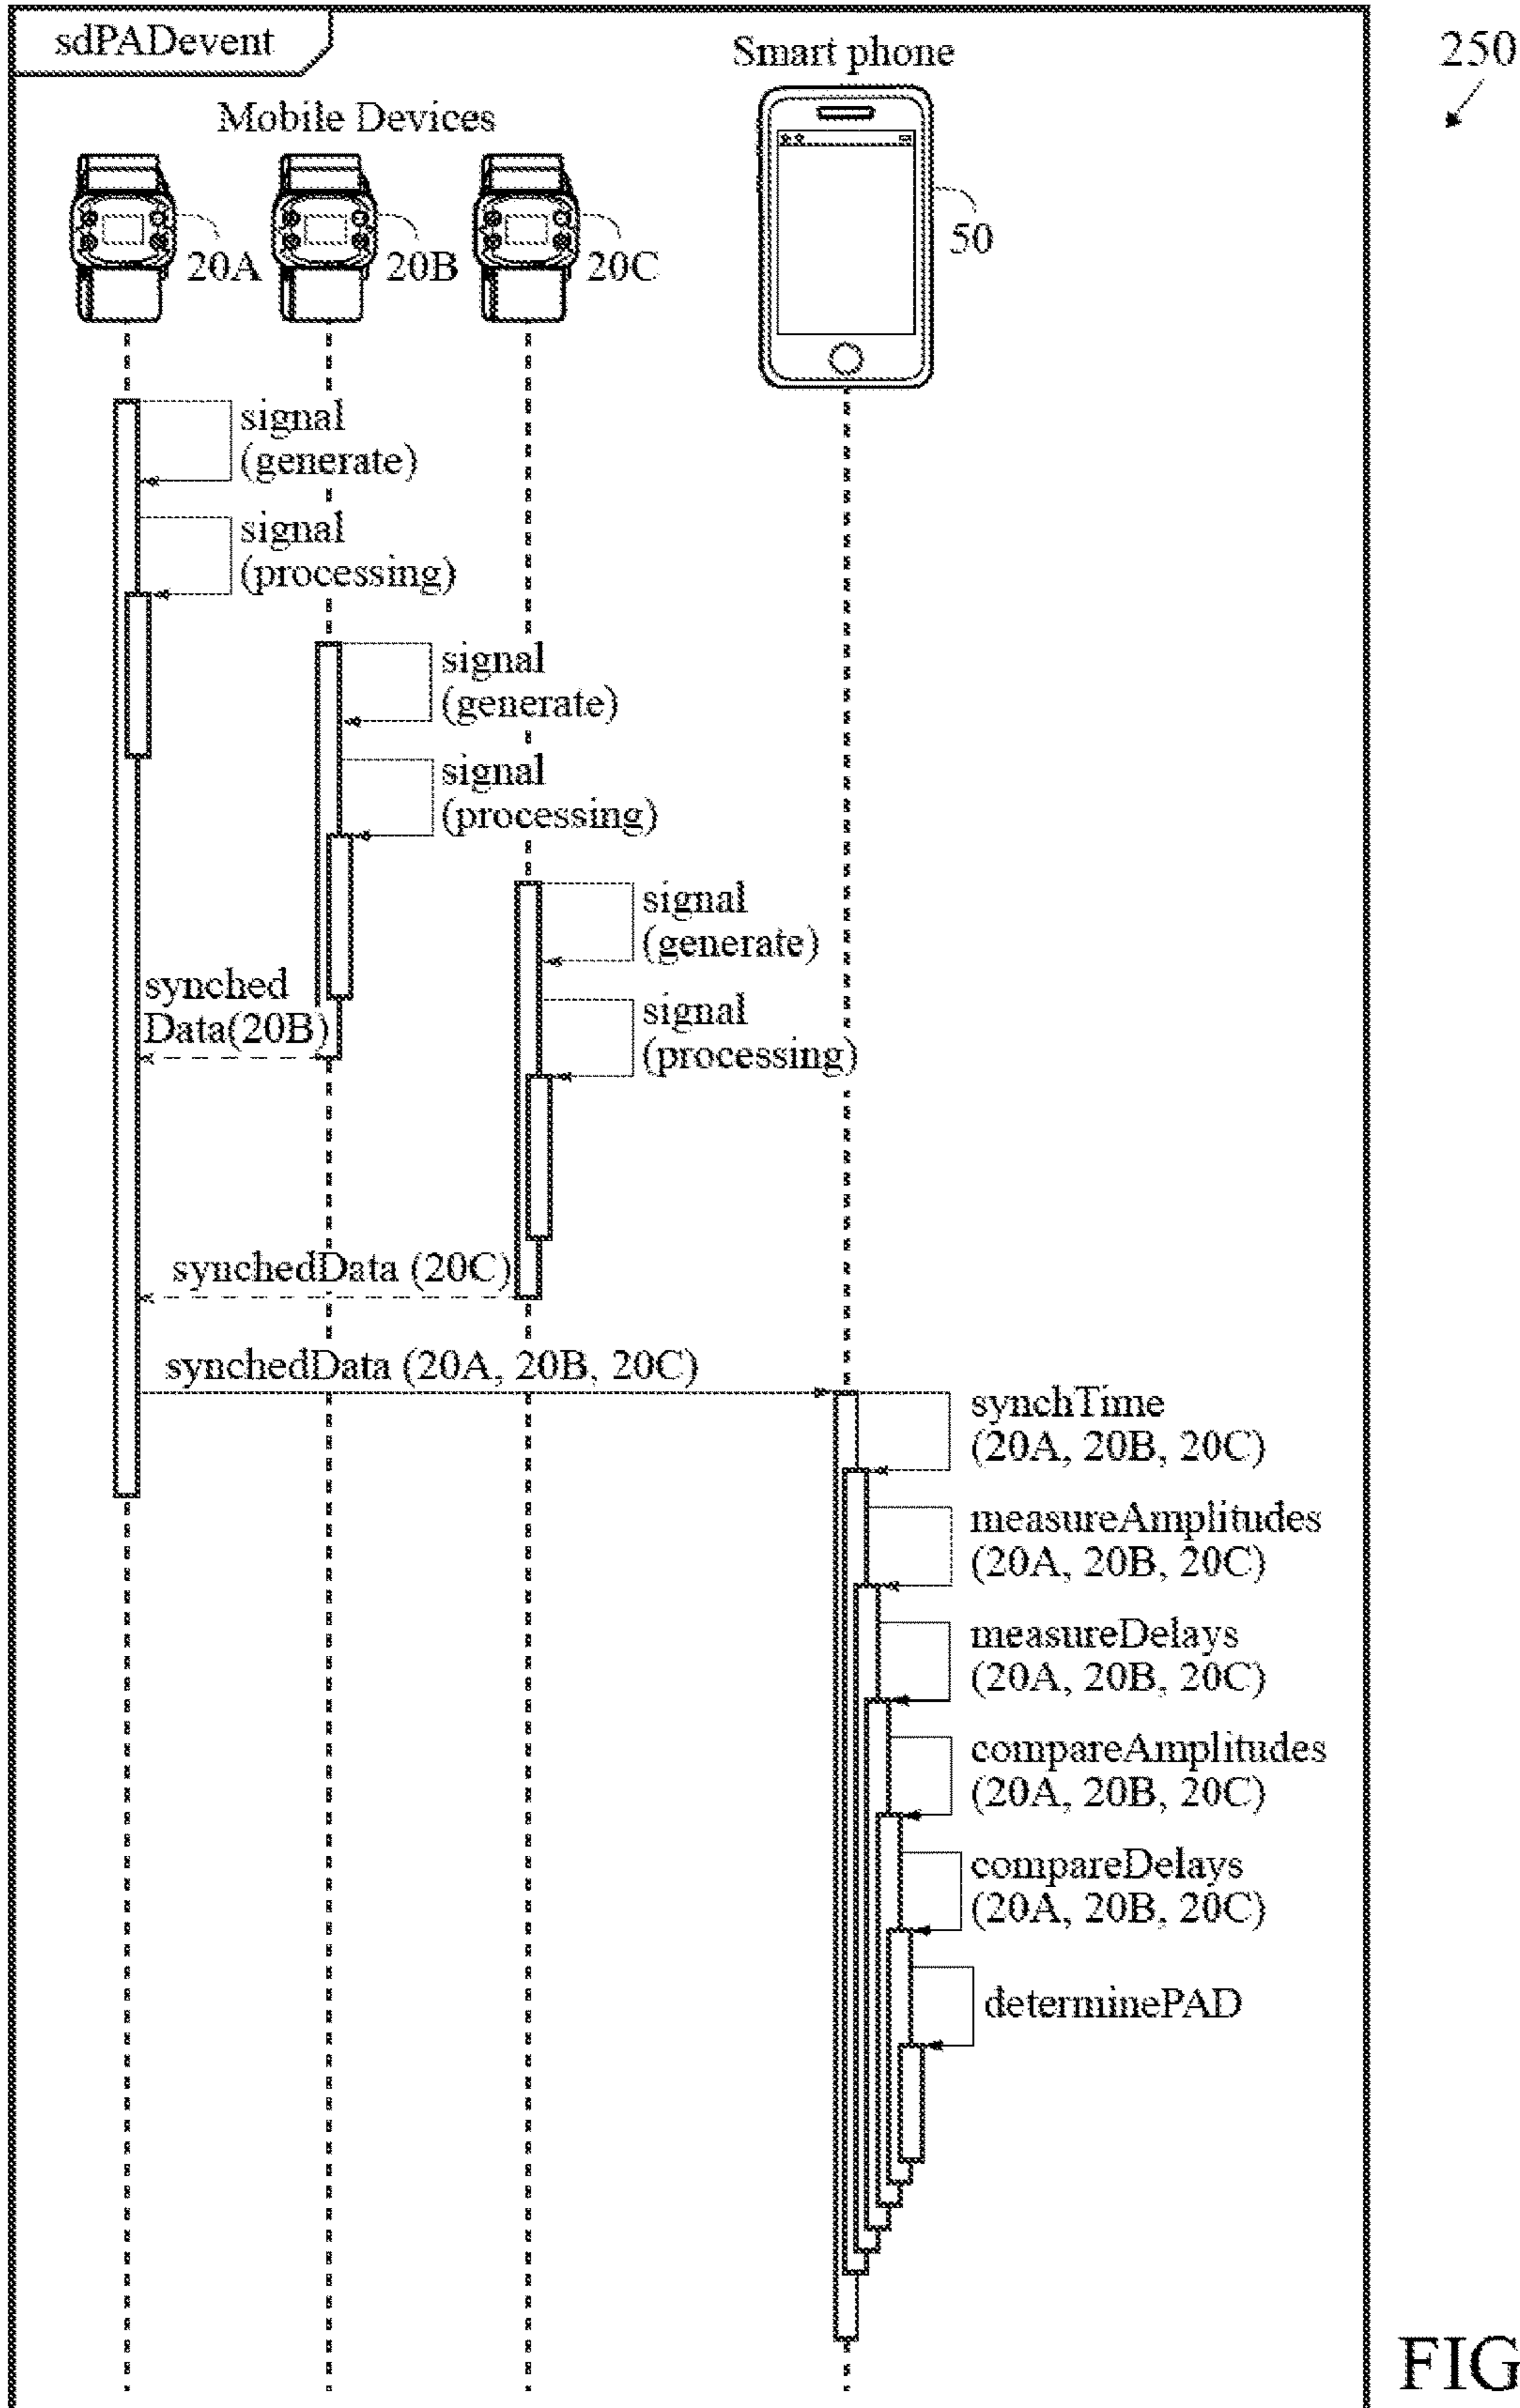 sdPADevent
250
Smart phone
Mobile Devices
50
20A
20B
20C
signal
(generate)
signal
(processing)
signal
(generate)
signal
(processing)
signal
(generate)
synched
Data(20B)
signal
(processing)
synchedData (20C)
synchedData (20A, 20B, 20C)
synchTime
(20A, 20B, 20C)
measureAmplitudes
(20A, 20B, 20C)
measureDelays
(20A, 20B, 20C)
compareAmplitudes
(20A, 20B, 20C)
compareDelays
(20A, 20B, 20C)
determinePAD
FIG